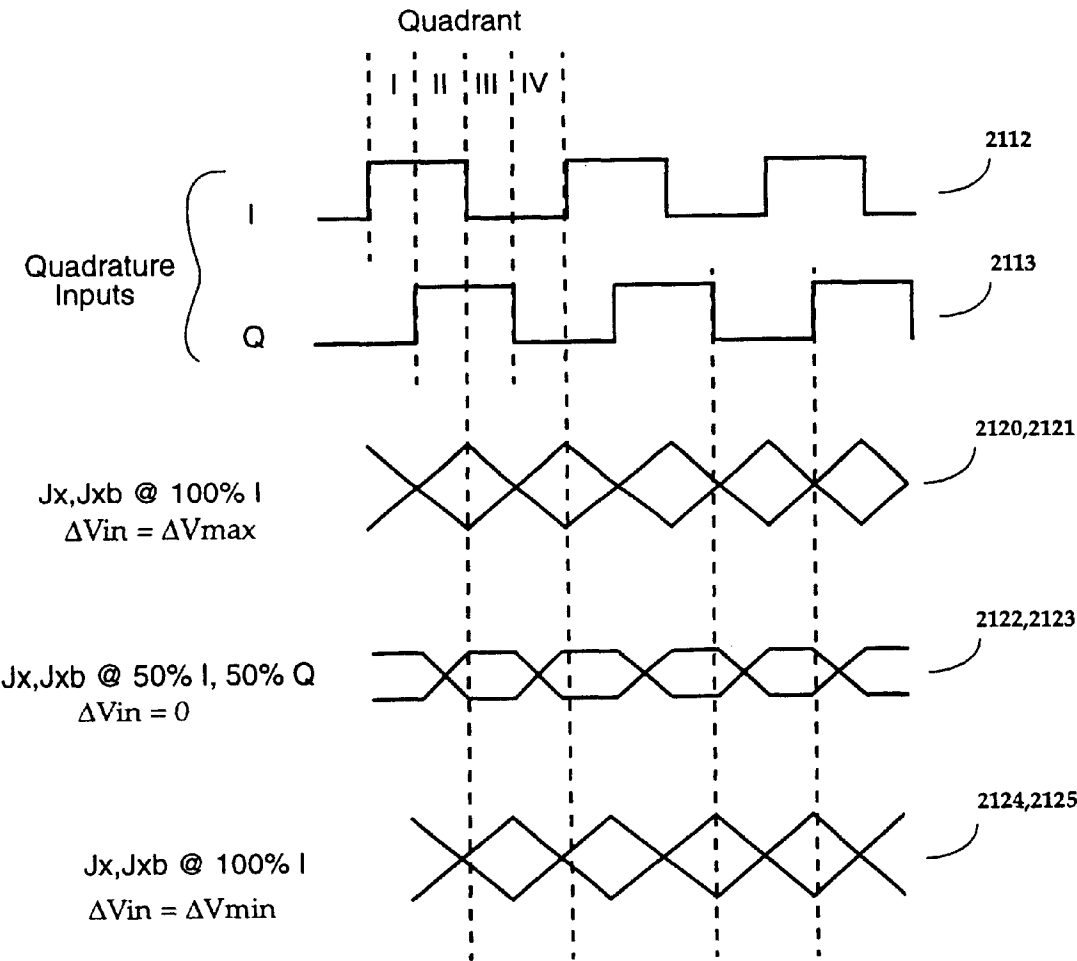 Quadrant
I II III IV
2112
I
Quadrature
Inputs
2113
Q
2120,2121
Jx,Jxb @ 100% I
ΔVin = ΔVmax
2122,2123
Jx,Jxb @ 50% I, 50% Q
ΔVin = 0
2124,2125
Jx,Jxb @ 100% I
ΔVin = ΔVmin